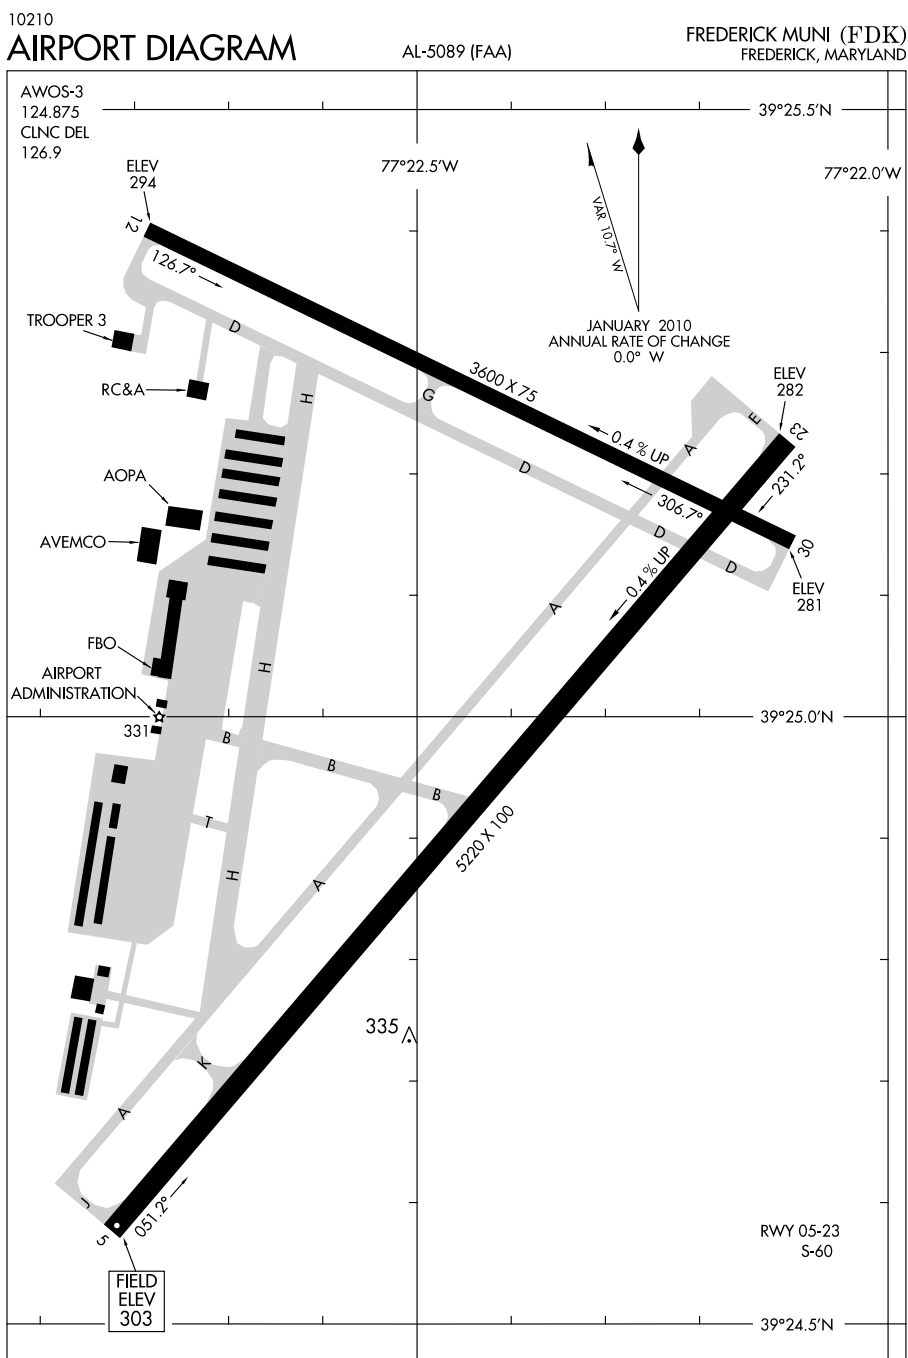 10210
AIRPORT DIAGRAM
AL-5089 (FAA)
FREDERICK MUNI (FDK)
FREDERICK, MARYLAND
AWOS-3
124.875
CLNC DEL
126.9
39°25.5'N
77°22.5'W
77°22.0'W
VAR 10.7° W
JANUARY 2010
ANNUAL RATE OF CHANGE
0.0° W
ELEV
294
12
126.7°
TROOPER 3
D
RC&A
H
G
3600 X 75
ELEV
282
23
E
A
0.4% UP
231.2°
306.7°
D
D
D
30
ELEV
281
0.4% UP
AOPA
AVEMCO
A
FBO
H
AIRPORT
ADMINISTRATION
331
39°25.0'N
B
B
B
T
5220 X 100
H
A
335
K
A
J
051.2°
5
FIELD
ELEV
303
RWY 05-23
S-60
39°24.5'N